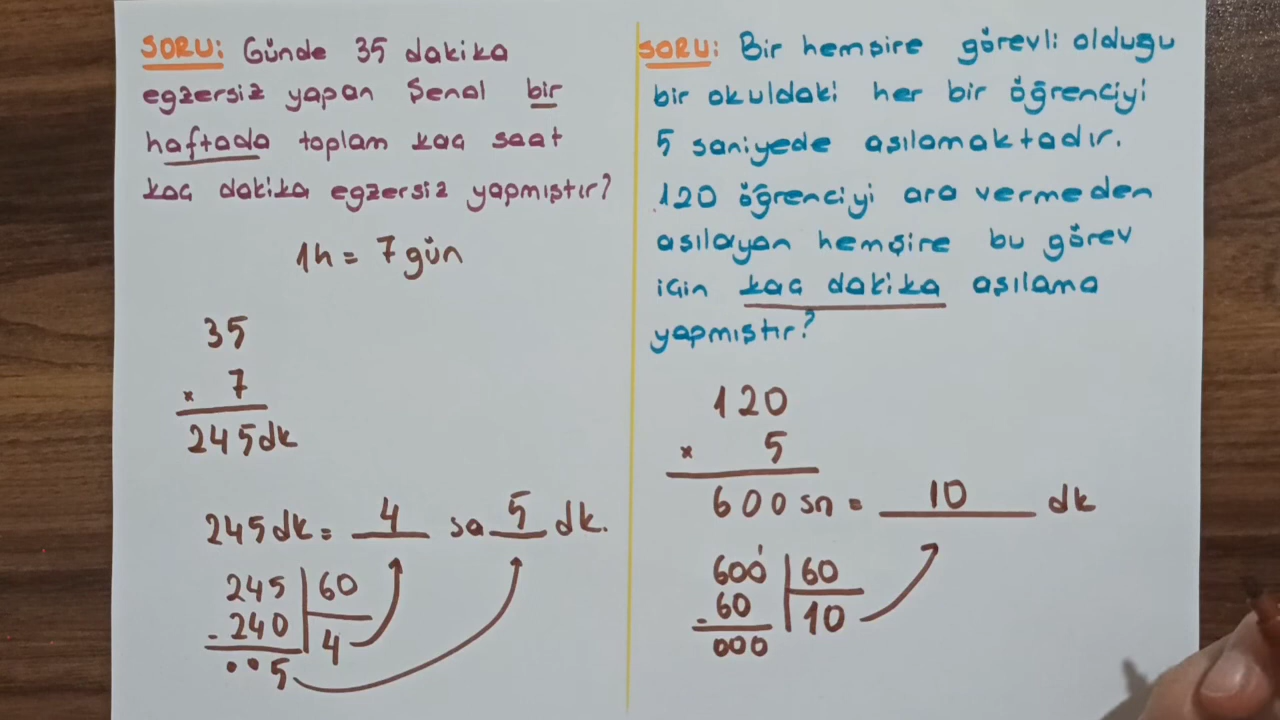 SORU: Günde 35 dakika
egzersiz yapan Şenol bir
haftada toplam kaç saat
kaç dakika egzersiz yapmıştır?
1h = 7 gün
35
× 7
245dk
245dk = 4 sa 5 dk.
245 | 60
- 240 4
005
SORU: Bir hemşire görevli olduğu
bir okuldaki her bir öğrenciyi
5 saniyede aşılamaktadır.
120 öğrenciyi ara vermeden
aşılayan hemşire bu görev
için kaç dakika aşılama
yapmıştır?
120
× 5
600 sn = 10 dk
600 | 60
- 60 10
000